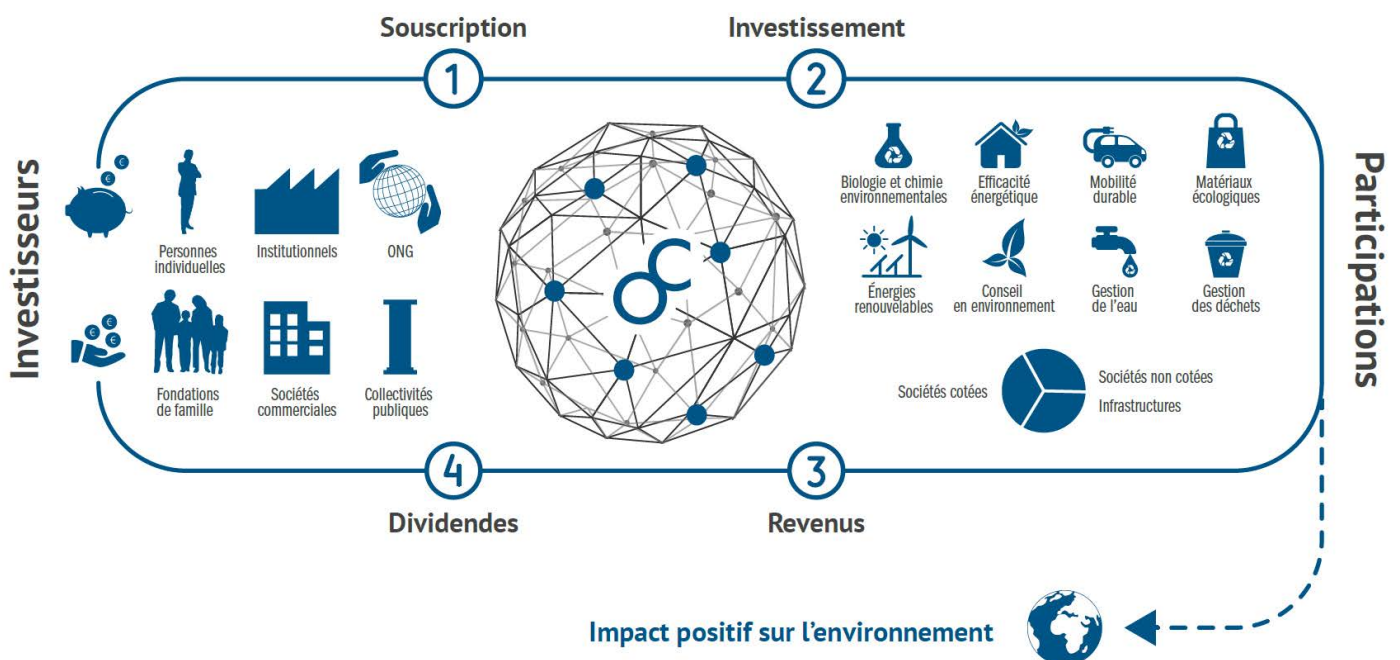 Souscription
Investissement
1
2
Investisseurs
Personnes
individuelles
Institutionnels
ONG
Fondations
de famille
Sociétés
commerciales
Collectivités
publiques
OC
Biologie et chimie
environnementales
Efficacité
énergétique
Mobilité
durable
Matériaux
écologiques
Énergies
renouvelables
Conseil
en environnement
Gestion
de l'eau
Gestion
des déchets
Sociétés cotées
Sociétés non cotées
Infrastructures
Participations
4
3
Dividendes
Revenus
Impact positif sur l'environnement